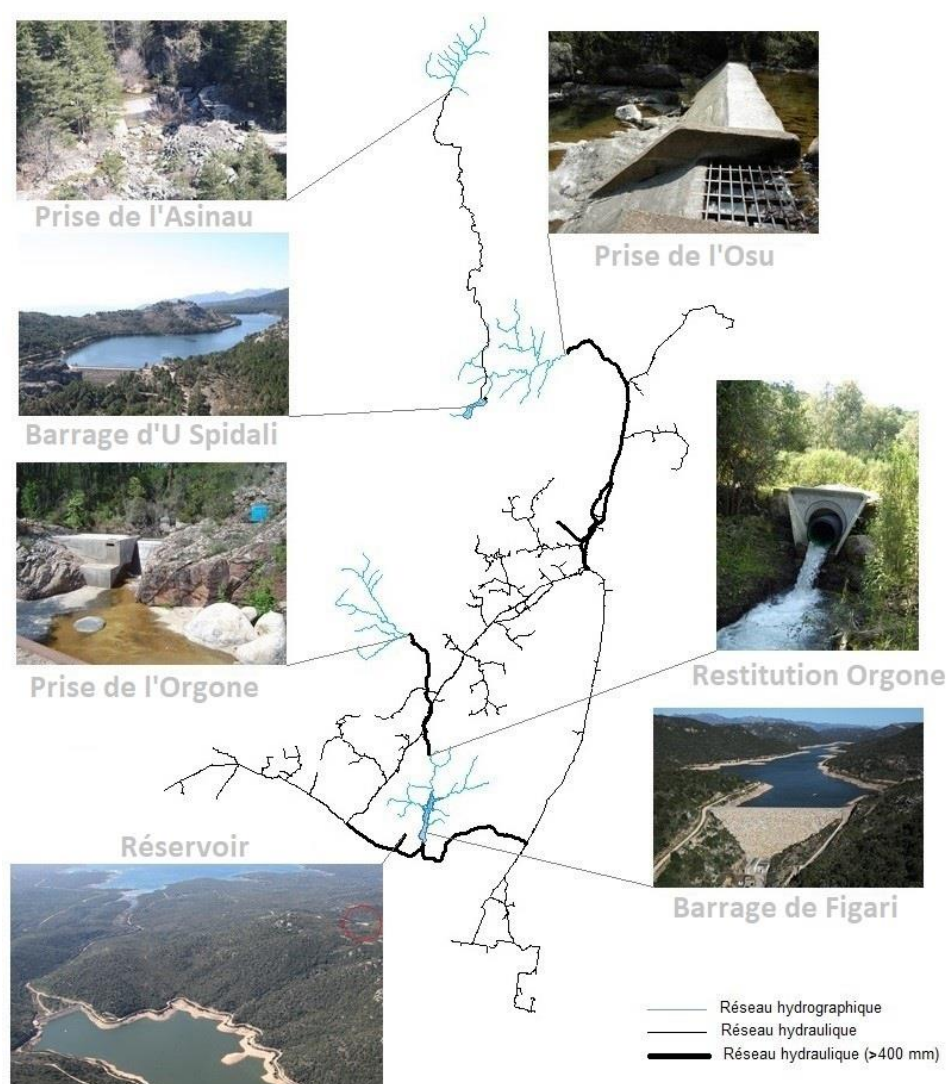 Prise de l'Asinau
Prise de l'Osu
Barrage d'U Spidali
Prise de l'Orgone
Restitution Orgone
Réservoir
Barrage de Figari
Réseau hydrographique
Réseau hydraulique
Réseau hydraulique (>400 mm)